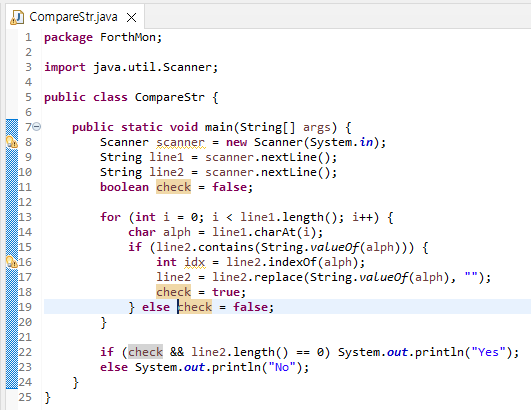 CompareStr.java
1 package ForthMon;
2
3 import java.util.Scanner;
4
5 public class CompareStr {
6
7     public static void main(String[] args) {
8         Scanner scanner = new Scanner(System.in);
9         String line1 = scanner.nextLine();
10         String line2 = scanner.nextLine();
11         boolean check = false;
12
13         for (int i = 0; i < line1.length(); i++) {
14             char alph = line1.charAt(i);
15             if (line2.contains(String.valueOf(alph))) {
16                 int idx = line2.indexOf(alph);
17                 line2 = line2.replace(String.valueOf(alph), "");
18                 check = true;
19             } else check = false;
20         }
21
22         if (check && line2.length() == 0) System.out.println("Yes");
23         else System.out.println("No");
24     }
25 }